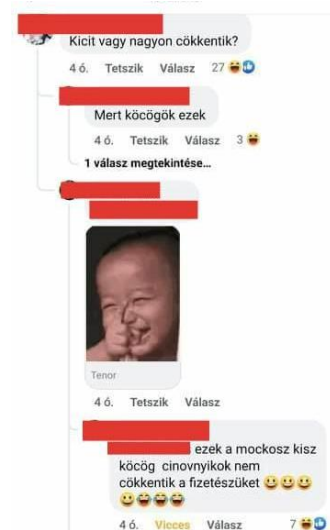 Kicit vagy nagyon cökkentik?
4 ó. Tetszik Válasz 27
Mert köcögök ezek
4 ó. Tetszik Válasz 3
1 válasz megtekintése...
Tenor
4 ó. Tetszik Válasz
ezek a mockosz kisz
köcög cinovnyikok nem
cökkentik a fizetészüket 😀😀😀
😀😂😂😂
4 ó. Vicces Válasz 7